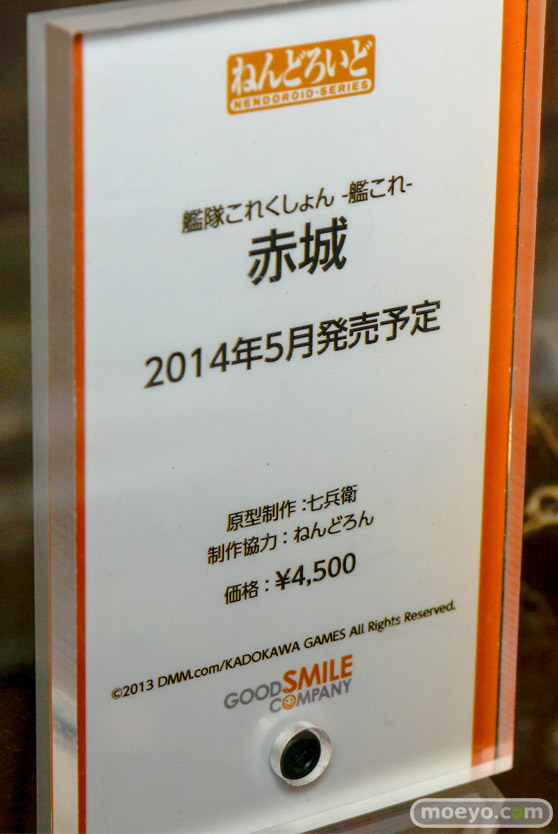 ねんどろいど
NENDOROID・SERIES
艦隊これくしょん -艦これ-
赤城
2014年5月発売予定
原型制作：七兵衛
制作協力：ねんどろん
価格：¥4,500
©2013 DMM.com/KADOKAWA GAMES All Rights Reserved.
GOOD SMILE
COMPANY
moeyo.com